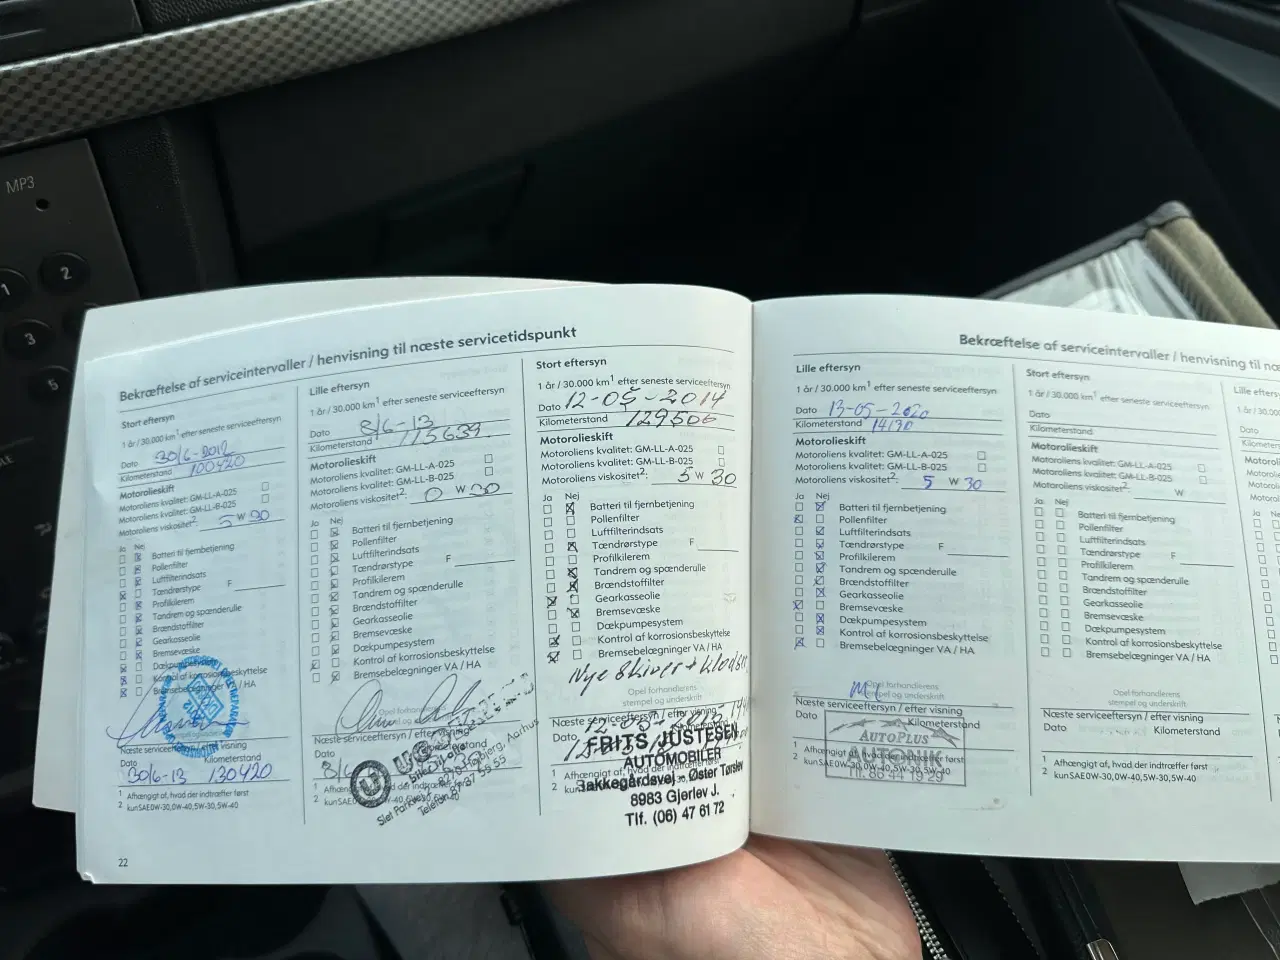 MP3
1
2
3
5
Bekræftelse af serviceintervaller / henvisning til næste servicetidspunkt
Stort eftersyn
1 år / 30.000 km¹ efter seneste serviceeftersyn
Dato 30/6-2012
Kilometerstand 100420
Motorolieskift
Motoroliens kvalitet: GM-LL-A-025
Motoroliens kvalitet: GM-LL-B-025
Motoroliens viskositet²: 5 W 30
Ja Nej
Batteri til fjernbetjening
Pollenfilter
Luftfilterindsats
Tændrørstype F
Profilkilerem
Tandrem og spænderulle
Brændstoffilter
Gearkasseolie
Bremsevæske
Dækpumpesystem
Kontrol af korrosionsbeskyttelse
Bremsebelægninger VA / HA
Næste serviceeftersyn / efter visning
Dato Kilometerstand
30/6-13 130420
¹ Afhængigt af, hvad der indtræffer først
² kun SAE 0W-30, 0W-40, 5W-30, 5W-40
22
Lille eftersyn
1 år / 30.000 km¹ efter seneste serviceeftersyn
Dato 8/6-13
Kilometerstand 115639
Motorolieskift
Motoroliens kvalitet: GM-LL-A-025
Motoroliens kvalitet: GM-LL-B-025
Motoroliens viskositet²: 0 W 30
Ja Nej
Batteri til fjernbetjening
Pollenfilter
Luftfilterindsats
Tændrørstype F
Profilkilerem
Tandrem og spænderulle
Brændstoffilter
Gearkasseolie
Bremsevæske
Dækpumpesystem
Kontrol af korrosionsbeskyttelse
Bremsebelægninger VA / HA
Næste serviceeftersyn / efter visning
Dato
Stort eftersyn
1 år / 30.000 km¹ efter seneste serviceeftersyn
Dato 12-05-2014
Kilometerstand 129506
Motorolieskift
Motoroliens kvalitet: GM-LL-A-025
Motoroliens kvalitet: GM-LL-B-025
Motoroliens viskositet²: 5 W 30
Ja Nej
Batteri til fjernbetjening
Pollenfilter
Luftfilterindsats
Tændrørstype F
Profilkilerem
Tandrem og spænderulle
Brændstoffilter
Gearkasseolie
Bremsevæske
Dækpumpesystem
Kontrol af korrosionsbeskyttelse
Bremsebelægninger VA / HA
Nye skiver + klodser
Opel forhandlerens
stempel og underskrift
Næste serviceeftersyn / efter visning
Dato
FRITS JUSTESEN
AUTOMOBILER
Bakkegårdsvej Øster Tørslev
8983 Gjerlev J.
Tlf. (06) 47 61 72
Bekræftelse af serviceintervaller / henvisning til
Lille eftersyn
1 år / 30.000 km¹ efter seneste serviceeftersyn
Dato 13-05-2020
Kilometerstand
Motorolieskift
Motoroliens kvalitet: GM-LL-A-025
Motoroliens kvalitet: GM-LL-B-025
Motoroliens viskositet²: 5 W 30
Ja Nej
Batteri til fjernbetjening
Pollenfilter
Luftfilterindsats
Tændrørstype F
Profilkilerem
Tandrem og spænderulle
Brændstoffilter
Gearkasseolie
Bremsevæske
Dækpumpesystem
Kontrol af korrosionsbeskyttelse
Bremsebelægninger VA / HA
Opel forhandlerens
stempel og underskrift
Næste serviceeftersyn / efter visning
Dato Kilometerstand
AUTOPLUS
AUTONIK
Tlf. 86 44 19 29
¹ Afhængigt af, hvad der indtræffer først
² kun SAE 0W-30, 0W-40, 5W-30, 5W-40
Stort eftersyn
1 år / 30.000 km¹ efter seneste serviceeftersyn
Dato
Kilometerstand
Motorolieskift
Motoroliens kvalitet: GM-LL-A-025
Motoroliens kvalitet: GM-LL-B-025
Motoroliens viskositet²: W
Ja Nej
Batteri til fjernbetjening
Pollenfilter
Luftfilterindsats
Tændrørstype F
Profilkilerem
Tandrem og spænderulle
Brændstoffilter
Gearkasseolie
Bremsevæske
Dækpumpesystem
Kontrol af korrosionsbeskyttelse
Bremsebelægninger VA / HA
Opel forhandlerens
stempel og underskrift
Næste serviceeftersyn / efter visning
Dato Kilometerstand
¹ Afhængigt af, hvad der indtræffer først
² kun SAE 0W-30, 0W-40, 5W-30, 5W-40